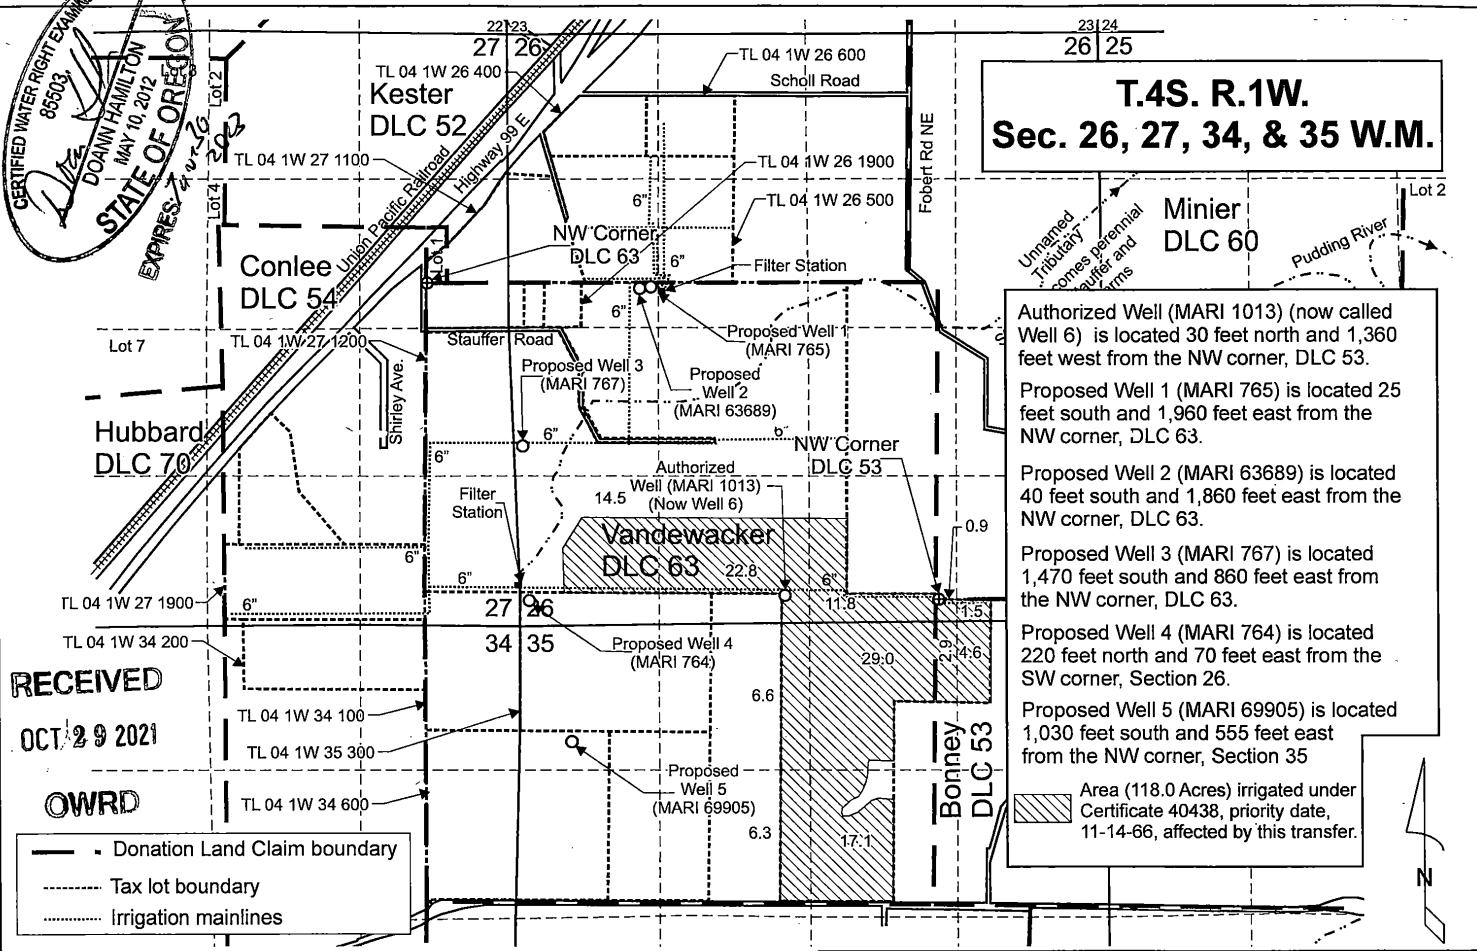 CERTIFIED WATER RIGHT EXAMINER
85503
DOANN HAMILTON
MAY 10, 2012
STATE OF OREGON
EXPIRES:
Lot 2
Lot 4
22 23
27 26
23 24
26 25
TL 04 1W 26 400
Kester
DLC 52
TL 04 1W 26 600
Scholl Road
T.4S. R.1W.
Sec. 26, 27, 34, & 35 W.M.
TL 04 1W 27 1100
Union Pacific Railroad
Highway 99 E
TL 04 1W 26 1900
TL 04 1W 26 500
Fobert Rd NE
6"
Lot 2
Minier
DLC 60
Unnamed
Tributary
Pudding River
Conlee
DLC 54
Lot 1
NW Corner
DLC 63
6"
Filter Station
6"
Lot 7
TL 04 1W 27 1200
Stauffer Road
Shirley Ave.
Proposed Well 1
(MARI 765)
Proposed Well 3
(MARI 767)
Proposed
Well 2
(MARI 63689)
Hubbard
DLC 70
6"
6"
6"
NW Corner
DLC 53
Authorized
Well (MARI 1013)
(Now Well 6)
Filter
Station
14.5
0.9
Vandewacker
DLC 63
22.8
6"
6"
6"
6"
11.8
1.5
TL 04 1W 27 1900
27 26
34 35
TL 04 1W 34 200
Proposed Well 4
(MARI 764)
29.0
2.9
4.6
6.6
RECEIVED
OCT 29 2021
OWRD
TL 04 1W 34 100
TL 04 1W 35 300
TL 04 1W 34 600
Proposed
Well 5
(MARI 69905)
6.3
17.1
Bonney
DLC 53
Authorized Well (MARI 1013) (now called
Well 6) is located 30 feet north and 1,360
feet west from the NW corner, DLC 53.
Proposed Well 1 (MARI 765) is located 25
feet south and 1,960 feet east from the
NW corner, DLC 63.
Proposed Well 2 (MARI 63689) is located
40 feet south and 1,860 feet east from the
NW corner, DLC 63.
Proposed Well 3 (MARI 767) is located
1,470 feet south and 860 feet east from
the NW corner, DLC 63.
Proposed Well 4 (MARI 764) is located
220 feet north and 70 feet east from the
SW corner, Section 26.
Proposed Well 5 (MARI 69905) is located
1,030 feet south and 555 feet east
from the NW corner, Section 35
Area (118.0 Acres) irrigated under
Certificate 40438, priority date,
11-14-66, affected by this transfer.
Donation Land Claim boundary
Tax lot boundary
Irrigation mainlines
N